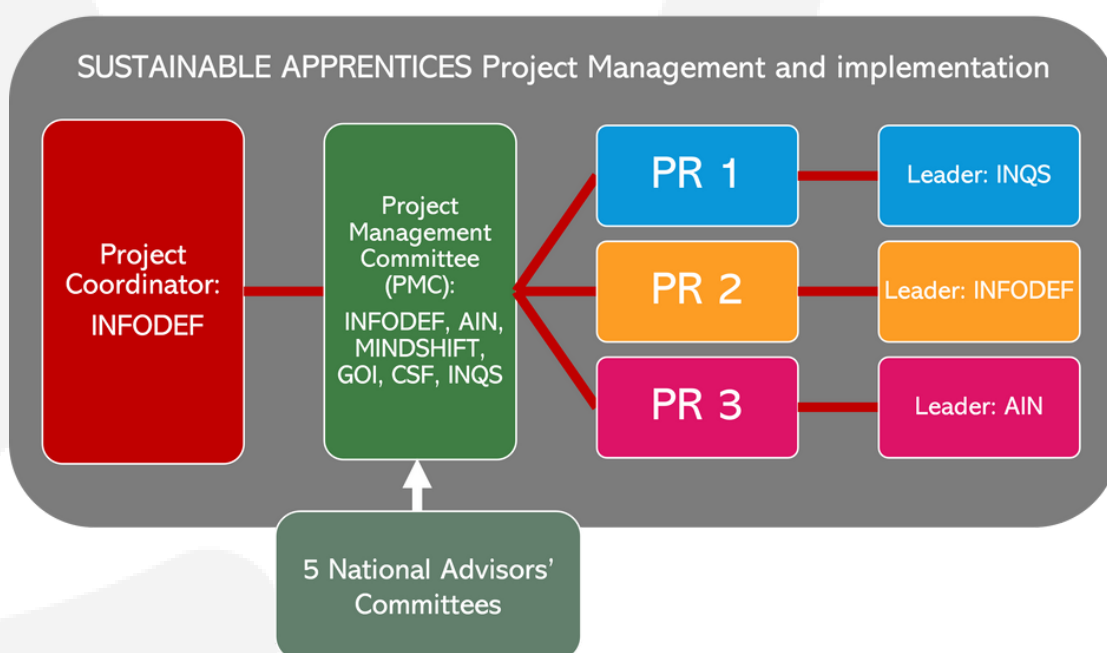 SUSTAINABLE APPRENTICES Project Management and implementation
Project
Coordinator:
INFODEF
Project
Management
Committee
(PMC):
INFODEF, AIN,
MINDSHIFT,
GOI, CSF, INQS
PR 1
Leader: INQS
PR 2
Leader: INFODEF
PR 3
Leader: AIN
5 National Advisors’
Committees